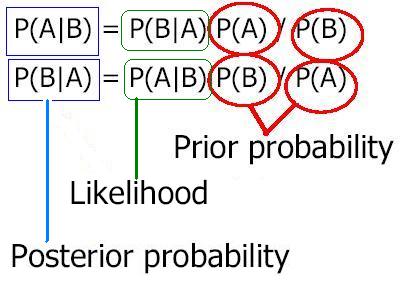 P(A|B) = P(B|A) P(A) / P(B)
P(B|A) = P(A|B) P(B) / P(A)
Prior probability
Likelihood
Posterior probability